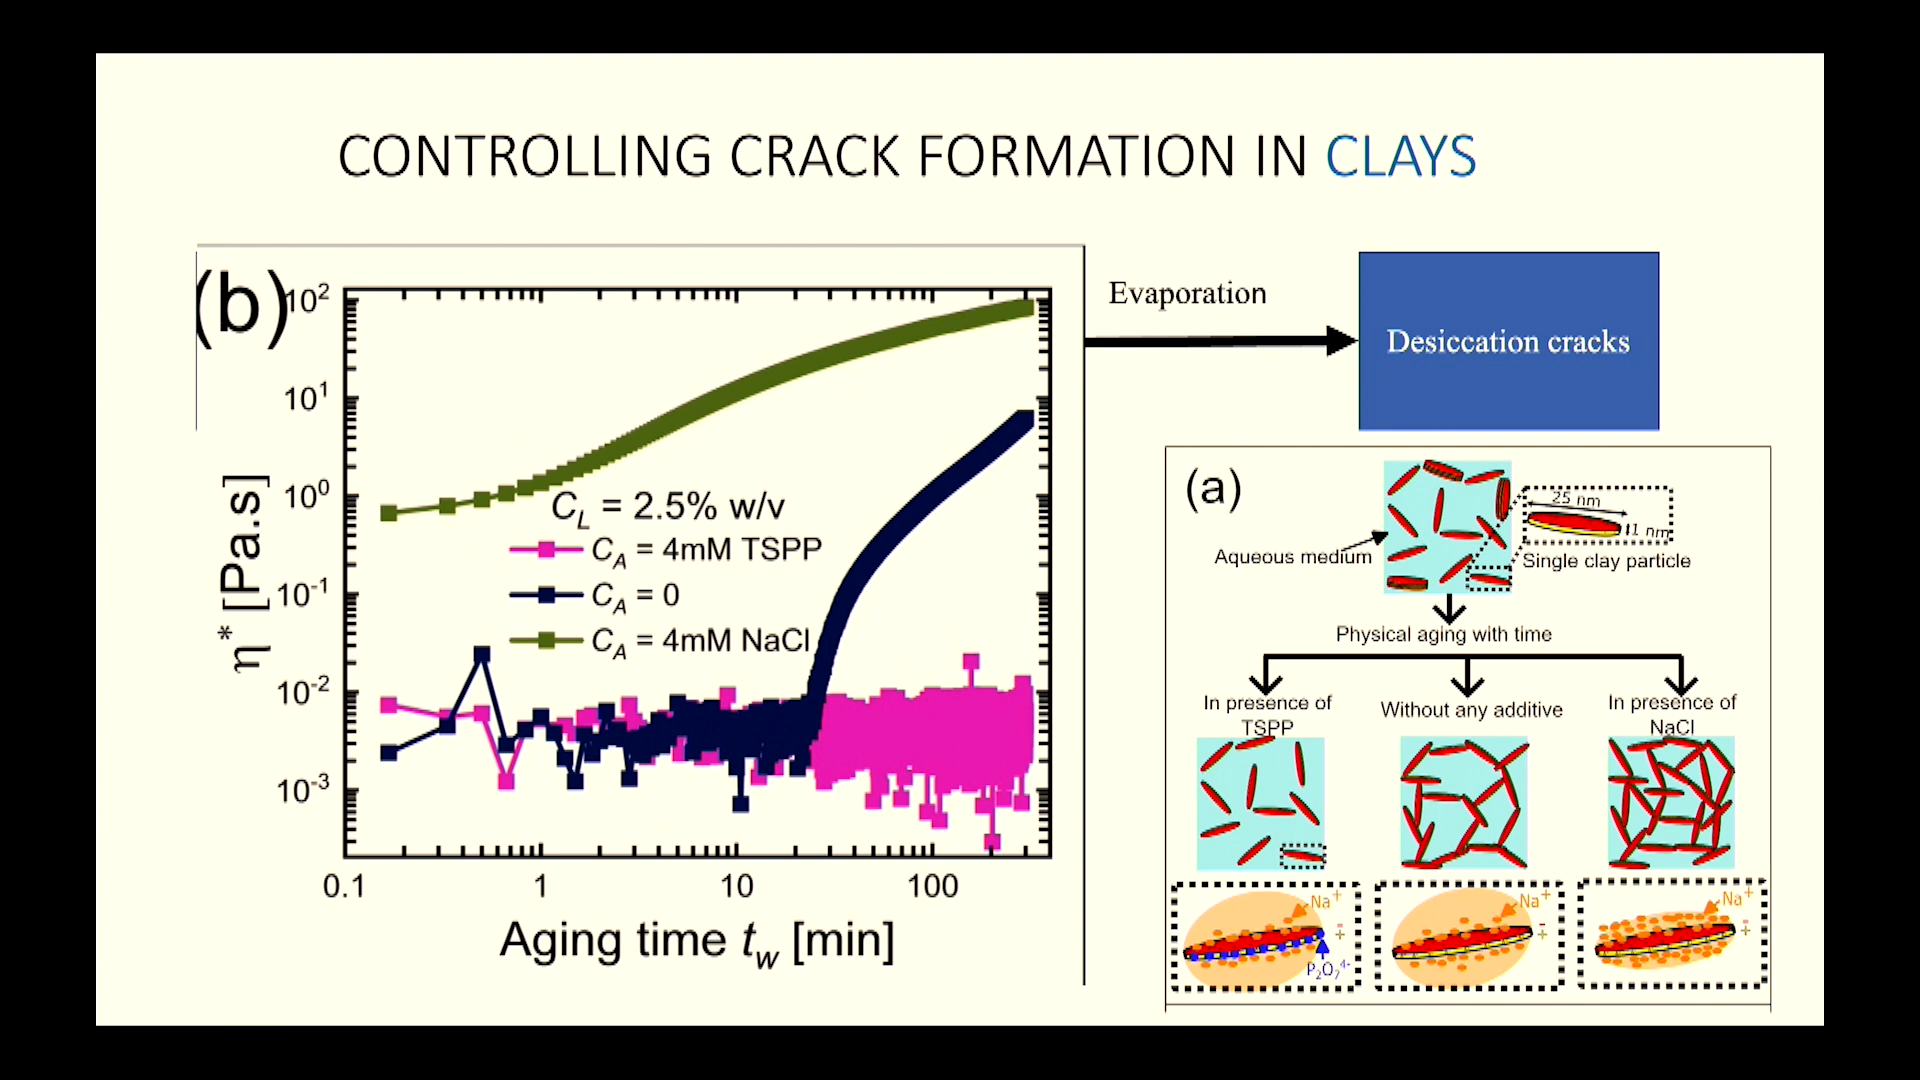 CONTROLLING CRACK FORMATION IN CLAYS
(b)
10²
10¹
10⁰
10⁻¹
10⁻²
10⁻³
η* [Pa.s]
C_L = 2.5% w/v
C_A = 4mM TSPP
C_A = 0
C_A = 4mM NaCl
0.1 1 10 100
Aging time t_w [min]
Evaporation
Desiccation cracks
(a)
25 nm
1 nm
Aqueous medium
Single clay particle
Physical aging with time
In presence of
TSPP
Without any additive
In presence of
NaCl
Na⁺
-
+
P₂O₇⁴⁻
Na⁺
-
+
Na⁺
-
+